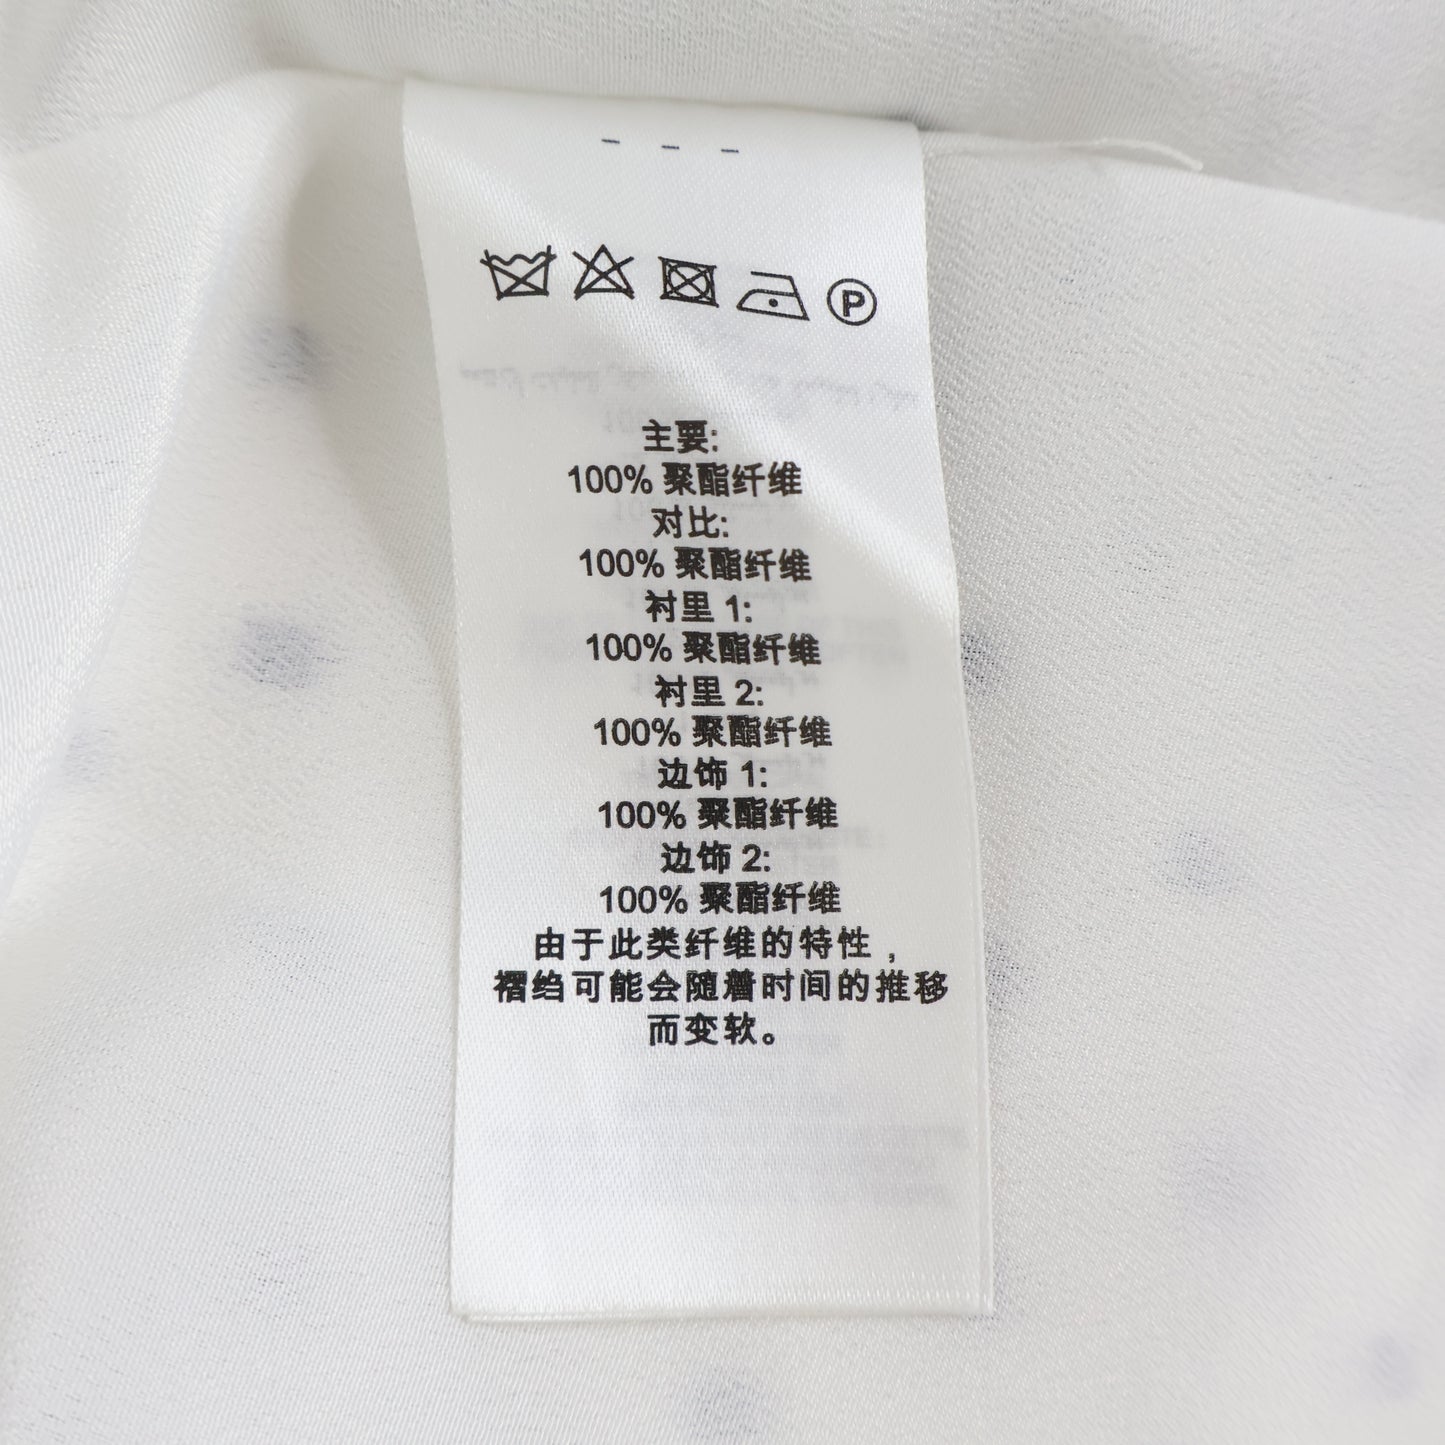 - - -
P
主要:
100% 聚酯纤维
对比:
100% 聚酯纤维
衬里 1:
100% 聚酯纤维
衬里 2:
100% 聚酯纤维
边饰 1:
100% 聚酯纤维
边饰 2:
100% 聚酯纤维
由于此类纤维的特性，
褶绉可能会随着时间的推移
而变软。